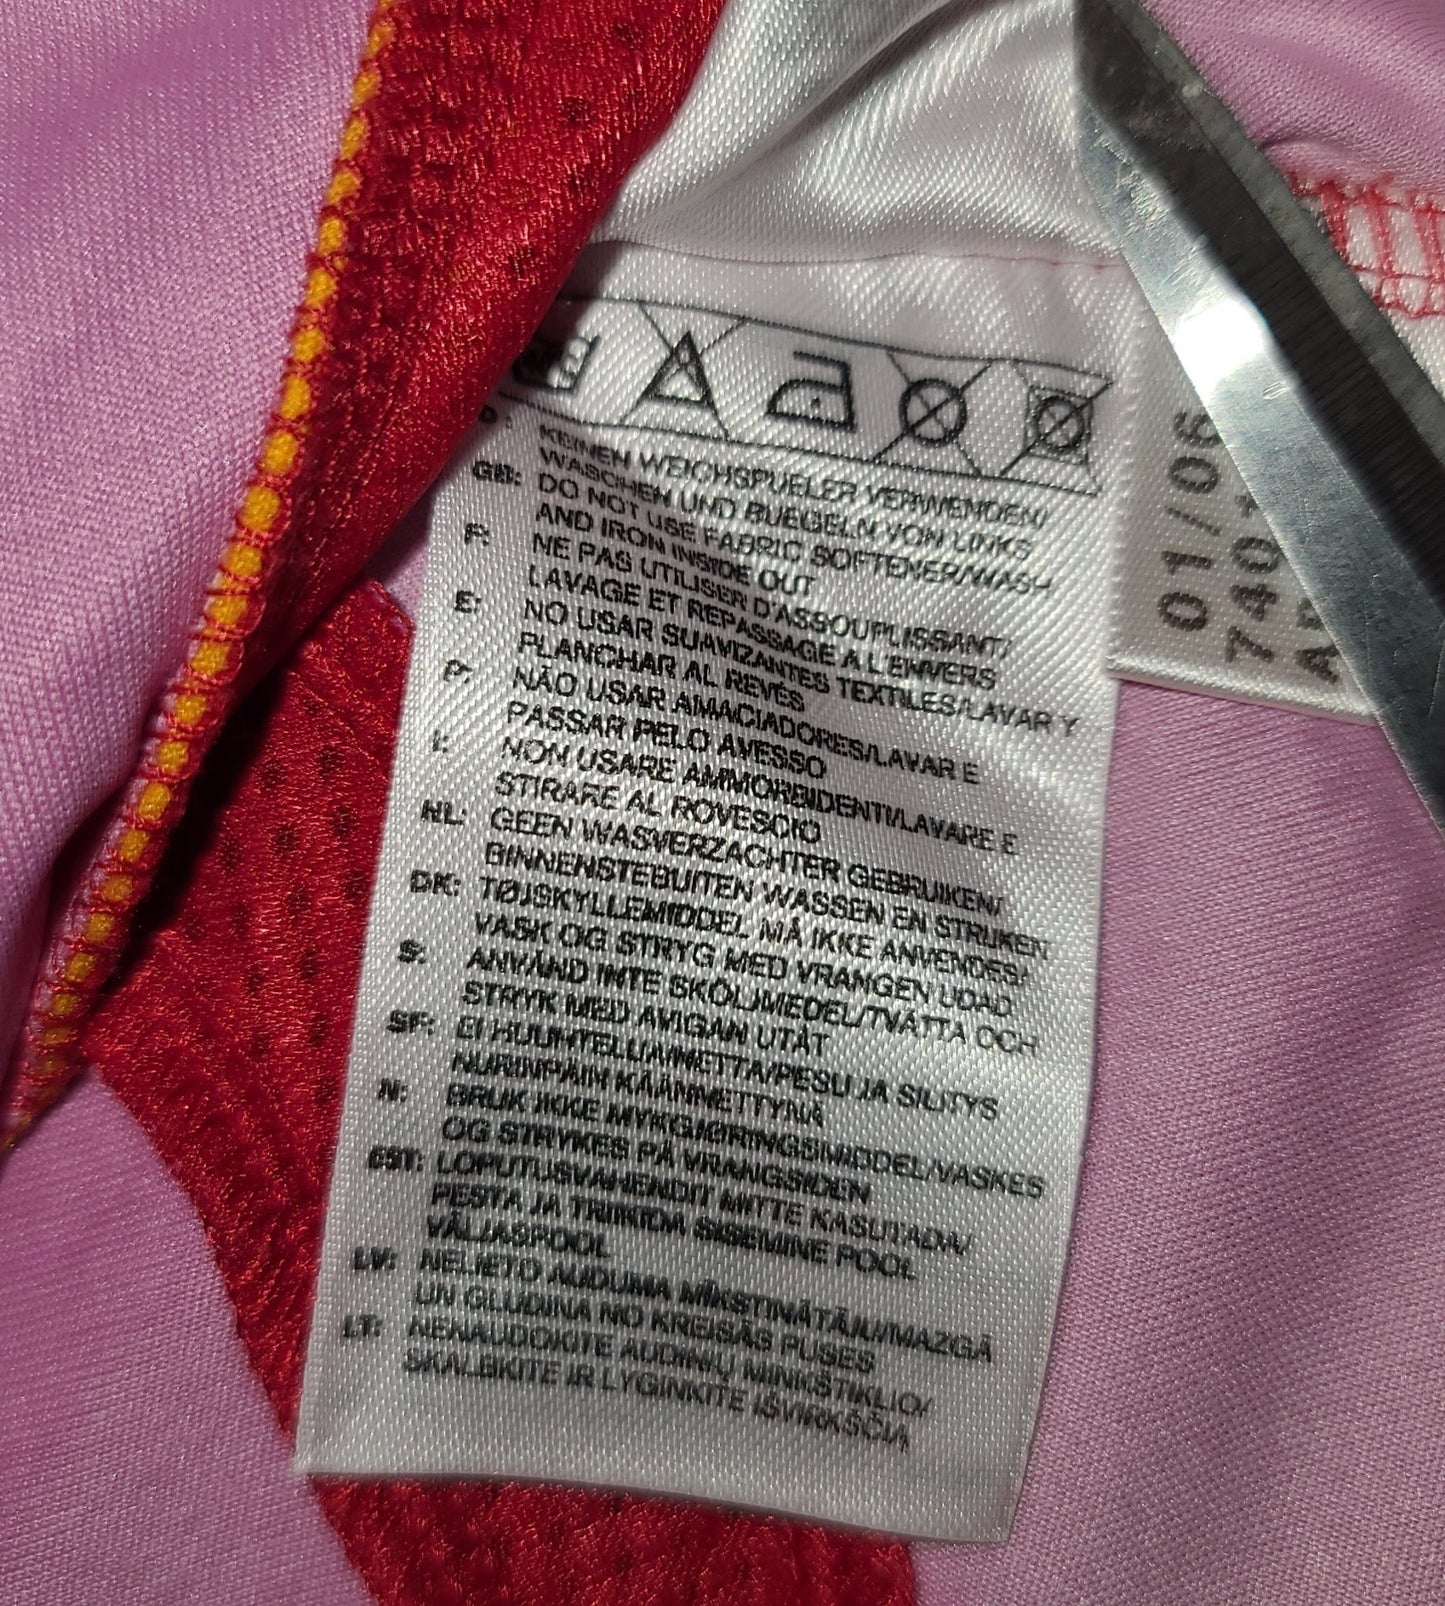 KEINEN WEICHSPUELER VERWENDEN/
WASCHEN UND BUEGELN VON LINKS
GB: DO NOT USE FABRIC SOFTENER/WASH
AND IRON INSIDE OUT
F: NE PAS UTILISER D'ASSOUPLISSANT/
LAVAGE ET REPASSAGE A L'ENVERS
E: NO USAR SUAVIZANTES TEXTILES/LAVAR Y
PLANCHAR AL REVÉS
P: NÃO USAR AMACIADORES/LAVAR E
PASSAR PELO AVESSO
I: NON USARE AMMORBIDENTI/LAVARE E
STIRARE AL ROVESCIO
NL: GEEN WASVERZACHTER GEBRUIKEN/
BINNENSTEBUITEN WASSEN EN STRIJKEN
DK: TØJSKYLLEMIDDEL MÅ IKKE ANVENDES/
VASK OG STRYG MED VRANGEN UDAD
S: ANVÄND INTE SKÖLJMEDEL/TVÄTTA OCH
STRYK MED AVIGAN UTÅT
SF: EI HUUHTELUAINETTA/PESU JA SILITYS
NURINPÄIN KÄÄNNETTYNÄ
N: BRUK IKKE MYKGJØRINGSMIDDEL/VASKES
OG STRYKES PÅ VRANGSIDEN
EST: LOPUTUSVAHENDIT MITTE KASUTADA/
PESTA JA TRIIKIDA SISEMINE POOL
VÄLJASPOOL
LV: NELIETO AUDUMA MĪKSTINĀTĀJU/MAZGĀ
UN GLUDINA NO KREISĀS PUSES
LT: NENAUDOKITE AUDINIŲ MINKŠTIKLIO/
SKALBKITE IR LYGINKITE IŠVIRKŠČIĄ
01/06
740